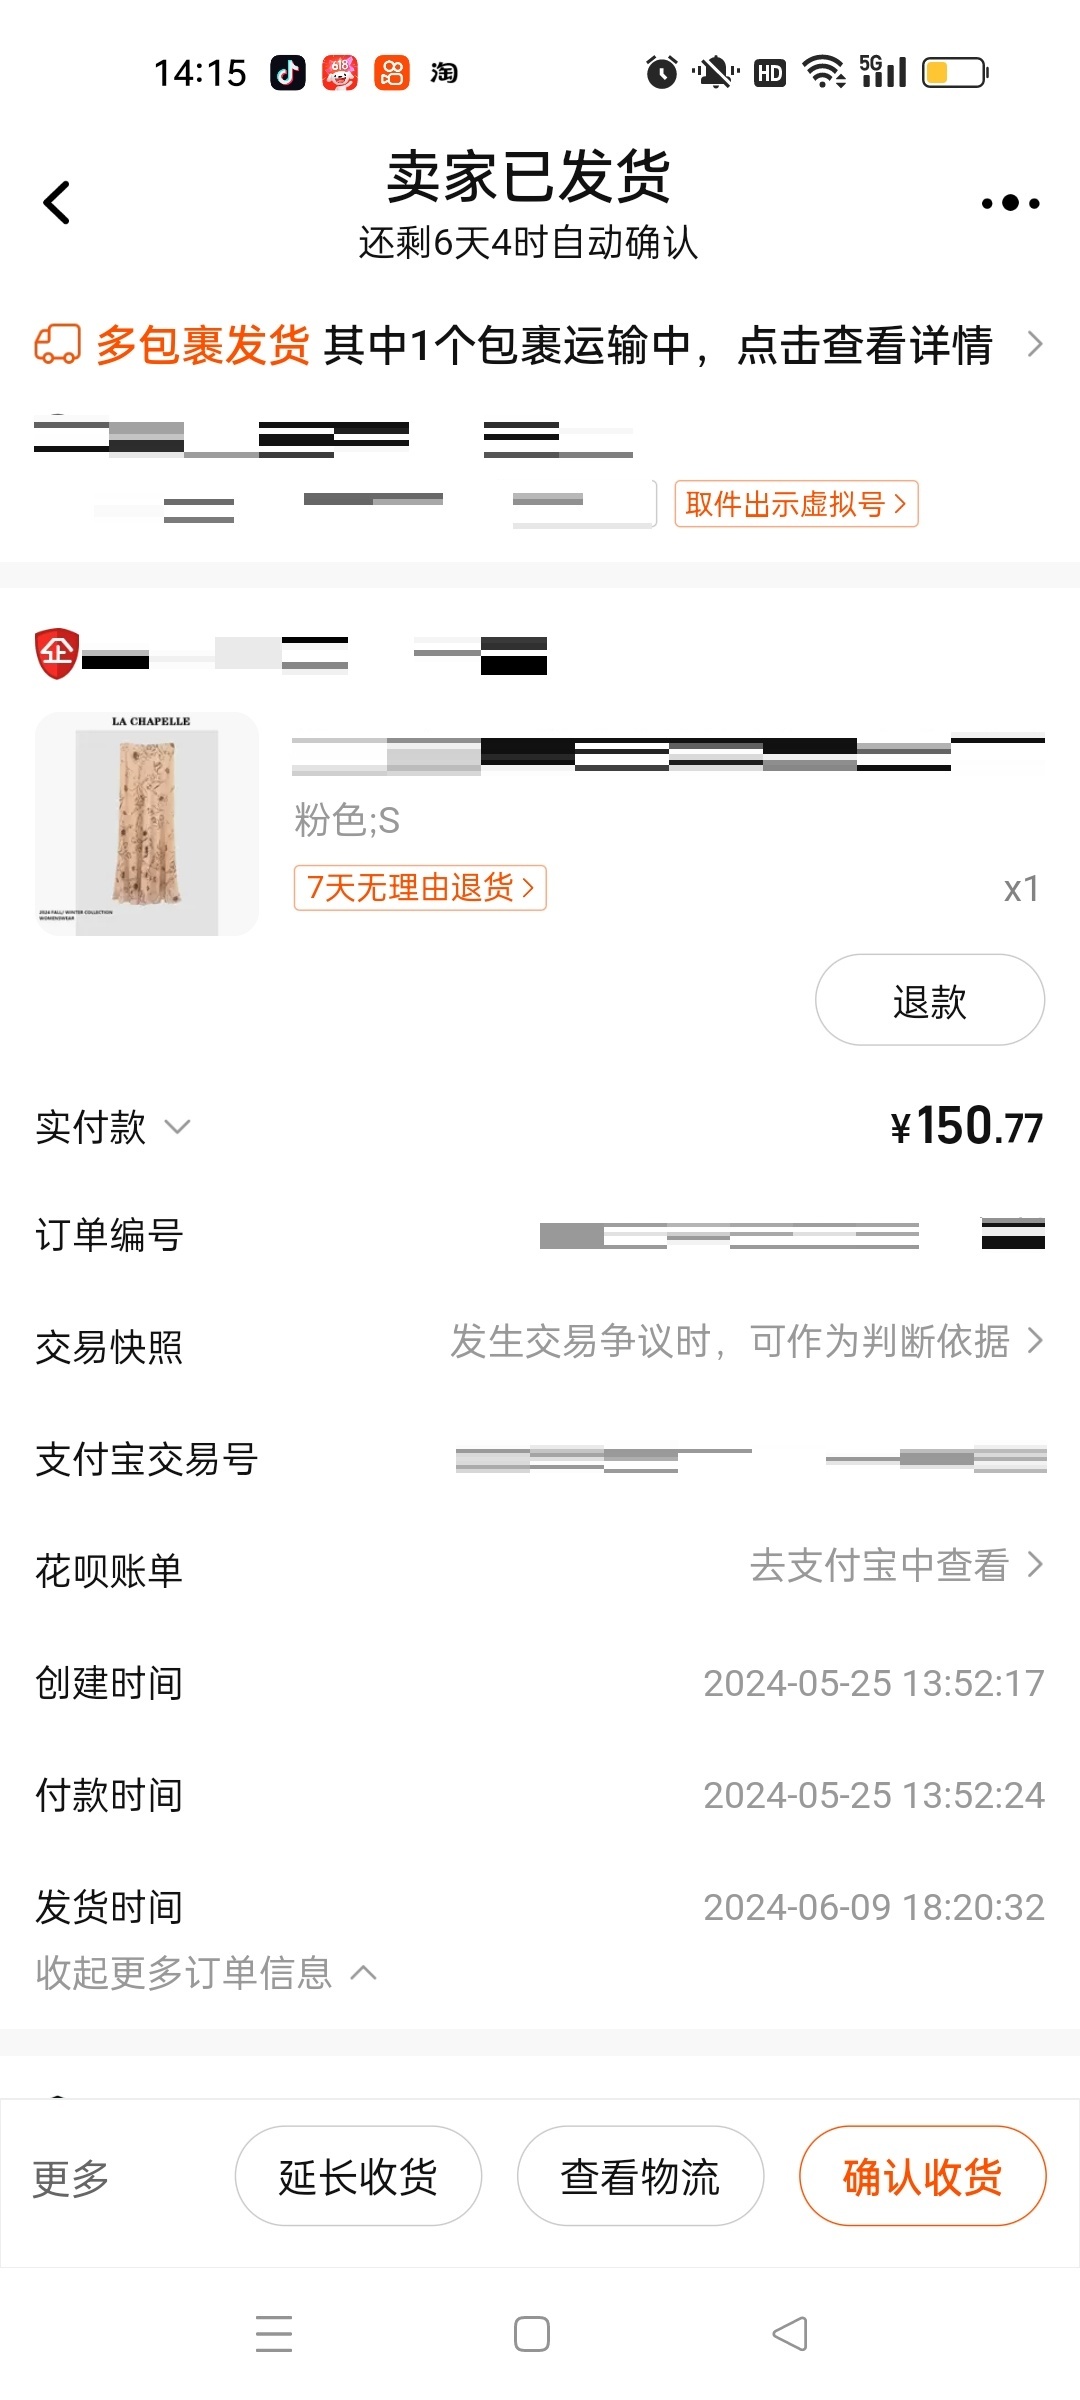 14:15 618 淘 HD 5G
卖家已发货
还剩6天4时自动确认
多包裹发货 其中1个包裹运输中，点击查看详情
取件出示虚拟号
企
LA CHAPELLE
2024 FALL/ WINTER COLLECTION
WOMENSWEAR
粉色;S
7天无理由退货
x1
退款
实付款 ¥150.77
订单编号
交易快照 发生交易争议时，可作为判断依据
支付宝交易号
花呗账单 去支付宝中查看
创建时间 2024-05-25 13:52:17
付款时间 2024-05-25 13:52:24
发货时间 2024-06-09 18:20:32
收起更多订单信息
更多 延长收货 查看物流 确认收货